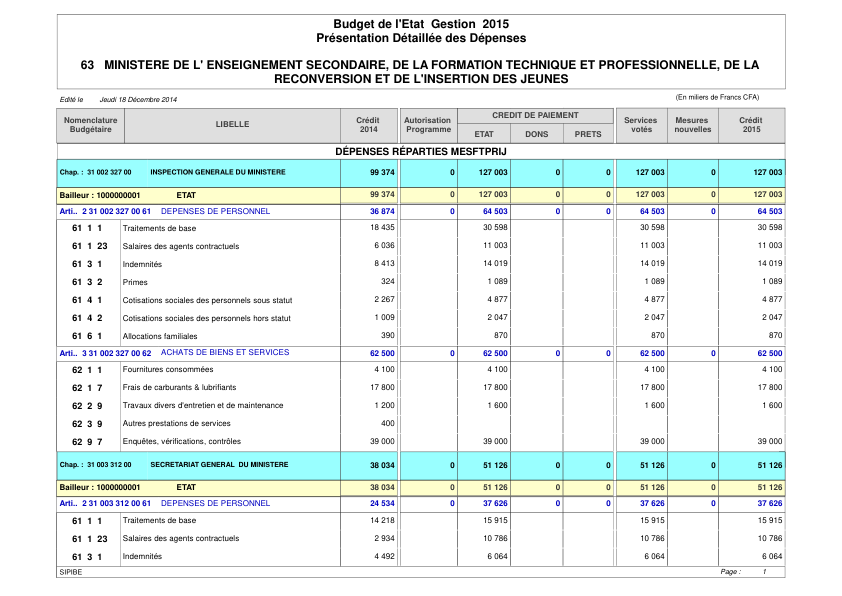 Budget de l'Etat Gestion 2015
Présentation Détaillée des Dépenses
63 MINISTERE DE L' ENSEIGNEMENT SECONDAIRE, DE LA FORMATION TECHNIQUE ET PROFESSIONNELLE, DE LA
RECONVERSION ET DE L'INSERTION DES JEUNES
Edité le Jeudi 18 Décembre 2014 (En miliers de Francs CFA)
Nomenclature Budgétaire LIBELLE Crédit 2014 Autorisation Programme CREDIT DE PAIEMENT ETAT DONS PRETS Services votés Mesures nouvelles Crédit 2015
DÉPENSES RÉPARTIES MESFTPRIJ
Chap. : 31 002 327 00 INSPECTION GENERALE DU MINISTERE 99 374 0 127 003 0 0 127 003 0 127 003
Bailleur : 1000000001 ETAT 99 374 0 127 003 0 0 127 003 0 127 003
Arti.. 2 31 002 327 00 61 DEPENSES DE PERSONNEL 36 874 0 64 503 0 0 64 503 0 64 503
61 1 1 Traitements de base 18 435 30 598 30 598 30 598
61 1 23 Salaires des agents contractuels 6 036 11 003 11 003 11 003
61 3 1 Indemnités 8 413 14 019 14 019 14 019
61 3 2 Primes 324 1 089 1 089 1 089
61 4 1 Cotisations sociales des personnels sous statut 2 267 4 877 4 877 4 877
61 4 2 Cotisations sociales des personnels hors statut 1 009 2 047 2 047 2 047
61 6 1 Allocations familiales 390 870 870 870
Arti.. 3 31 002 327 00 62 ACHATS DE BIENS ET SERVICES 62 500 0 62 500 0 0 62 500 0 62 500
62 1 1 Fournitures consommées 4 100 4 100 4 100 4 100
62 1 7 Frais de carburants & lubrifiants 17 800 17 800 17 800 17 800
62 2 9 Travaux divers d'entretien et de maintenance 1 200 1 600 1 600 1 600
62 3 9 Autres prestations de services 400
62 9 7 Enquêtes, vérifications, contrôles 39 000 39 000 39 000 39 000
Chap. : 31 003 312 00 SECRETARIAT GENERAL DU MINISTERE 38 034 0 51 126 0 0 51 126 0 51 126
Bailleur : 1000000001 ETAT 38 034 0 51 126 0 0 51 126 0 51 126
Arti.. 2 31 003 312 00 61 DEPENSES DE PERSONNEL 24 534 0 37 626 0 0 37 626 0 37 626
61 1 1 Traitements de base 14 218 15 915 15 915 15 915
61 1 23 Salaires des agents contractuels 2 934 10 786 10 786 10 786
61 3 1 Indemnités 4 492 6 064 6 064 6 064
SIPIBE Page : 1